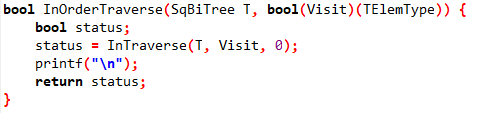 bool InOrderTraverse(SqBiTree T, bool(Visit)(TElemType)) {
    bool status;
    status = InTraverse(T, Visit, 0);
    printf("\n");
    return status;
}